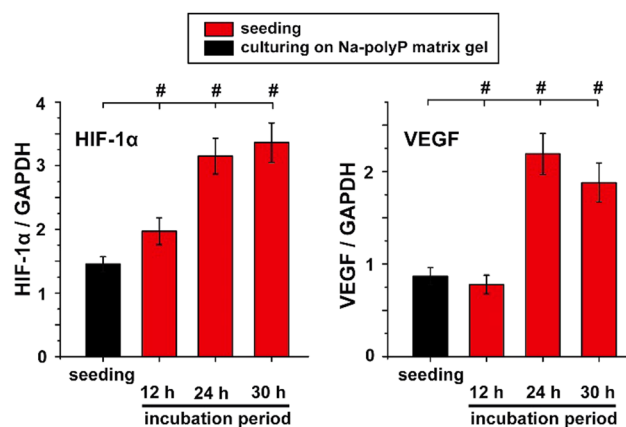 seeding
culturing on Na-polyP matrix gel
# # #
HIF-1α
HIF-1α / GAPDH
4
3
2
1
0
seeding
12 h 24 h 30 h
incubation period
# # #
VEGF
VEGF / GAPDH
2
1
0
seeding
12 h 24 h 30 h
incubation period